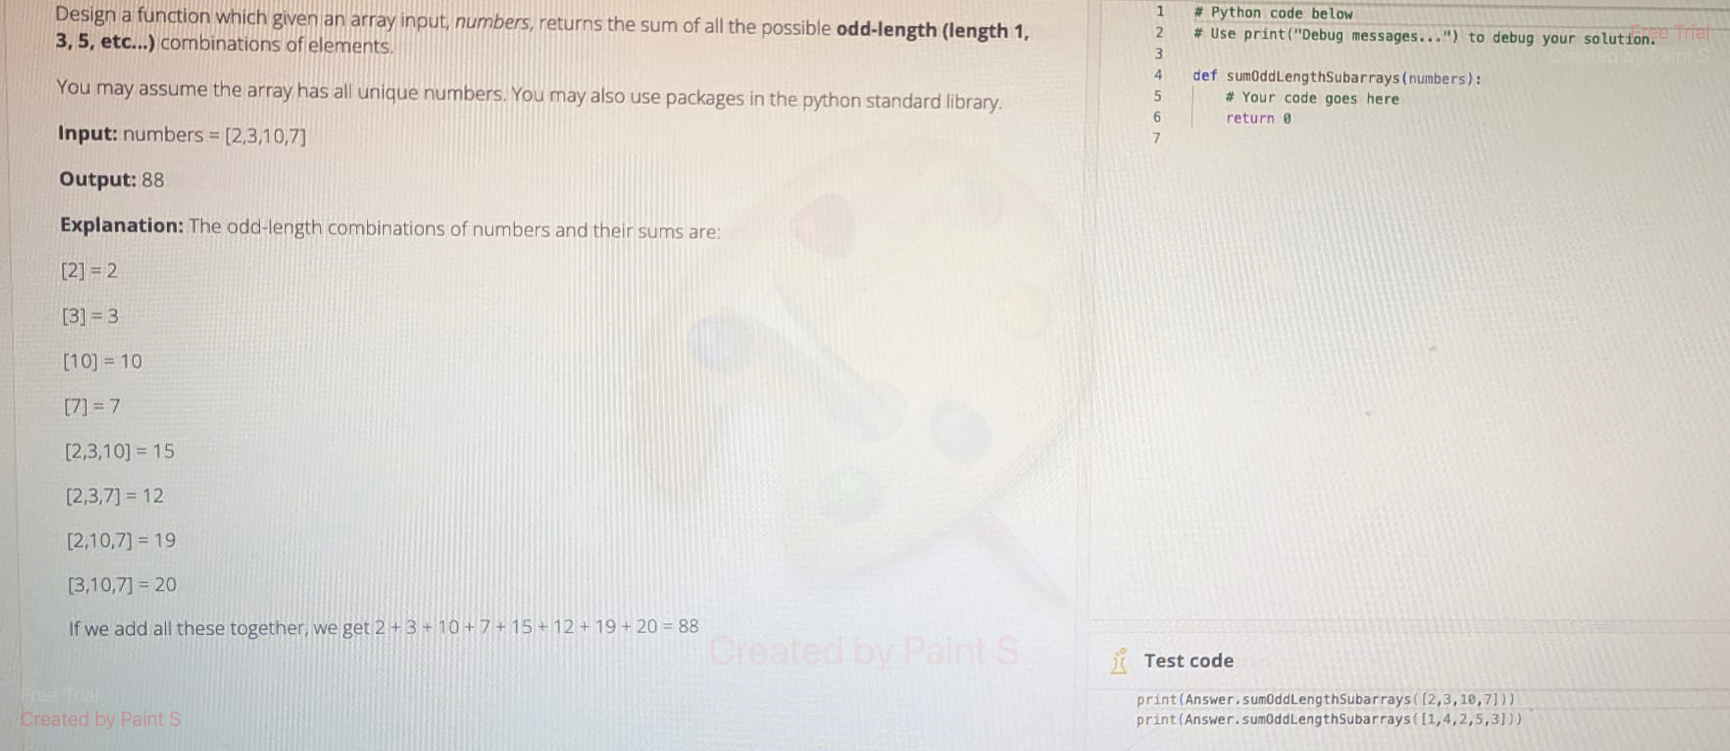 Design a function which given an array input, numbers, returns the sum of all the possible odd-length (length 1,
3, 5, etc...) combinations of elements.
You may assume the array has all unique numbers. You may also use packages in the python standard library.
Input: numbers = [2,3,10,7]
Output: 88
Explanation: The odd-length combinations of numbers and their sums are:
[2] = 2
[3] = 3
[10] = 10
[7] = 7
[2,3,10] = 15
[2,3,7] = 12
[2,10,7] = 19
[3,10,7] = 20
If we add all these together, we get 2 + 3 + 10 + 7 + 15 + 12 + 19 + 20 = 88
Created by Paint S
Free Trial
Created by Paint S
1 # Python code below
2 # Use print("Debug messages...") to debug your solution.
Free Trial
Created by Paint S
3
4 def sumOddLengthSubarrays(numbers):
5 # Your code goes here
6 return 0
7
Test code
print(Answer.sumOddLengthSubarrays([2,3,10,7]))
print(Answer.sumOddLengthSubarrays([1,4,2,5,3]))